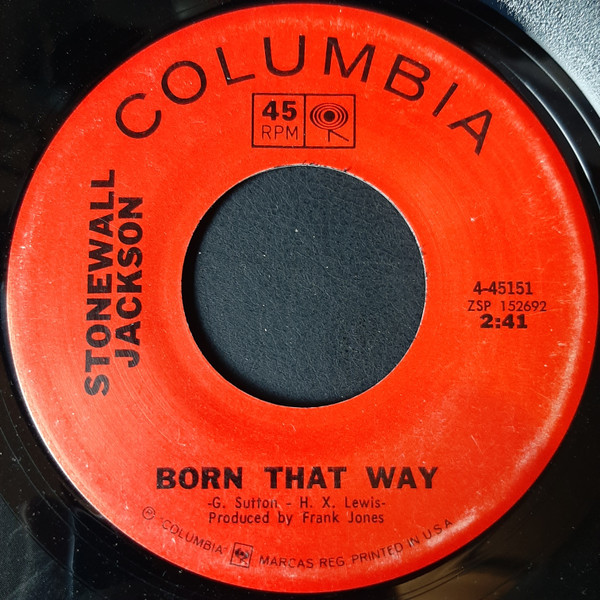 COLUMBIA
45
RPM
STONEWALL
JACKSON
4-45151
ZSP 152692
2:41
BORN THAT WAY
-G. Sutton - H. X. Lewis-
Produced by Frank Jones
℗ "COLUMBIA" MARCAS REG. PRINTED IN U.S.A.